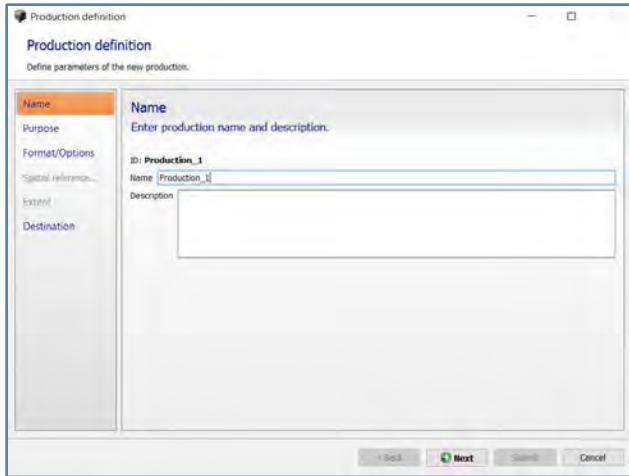 Production definition
Production definition
Define parameters of the new production.
Name
Purpose
Format/Options
Spatial reference...
Extent
Destination
Name
Enter production name and description.
ID: Production_1
Name Production_1
Description
< Back
Next
Submit
Cancel